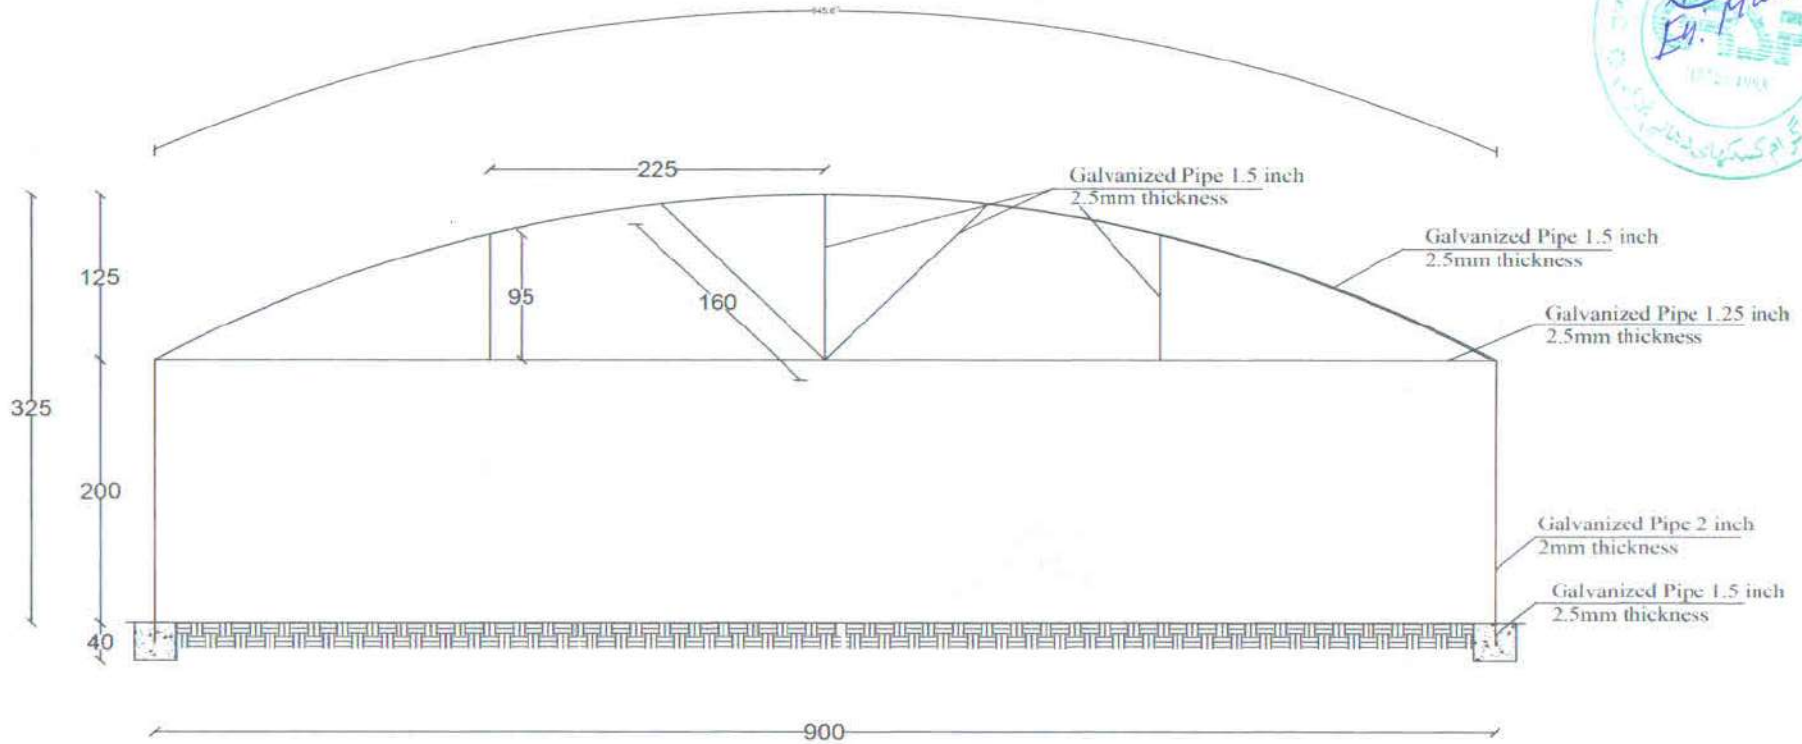 225
Galvanized Pipe 1.5 inch
2.5mm thickness
Galvanized Pipe 1.5 inch
2.5mm thickness
125
95
160
Galvanized Pipe 1.25 inch
2.5mm thickness
325
200
Galvanized Pipe 2 inch
2mm thickness
Galvanized Pipe 1.5 inch
2.5mm thickness
40
900